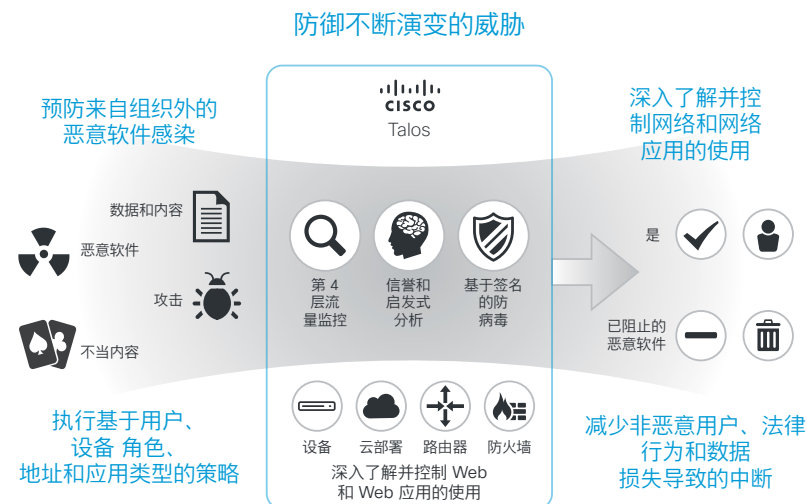 防御不断演变的威胁
预防来自组织外的
恶意软件感染
CISCO
Talos
深入了解并控
制网络和网络
应用的使用
数据和内容
恶意软件
攻击
不当内容
第 4
层流
量监控
信誉和
启发式
分析
基于签名
的防
病毒
是
已阻止的
恶意软件
设备
云部署
路由器
防火墙
深入了解并控制 Web
和 Web 应用的使用
执行基于用户、
设备 角色、
地址和应用类型的策略
减少非恶意用户、法律
行为和数据
损失导致的中断